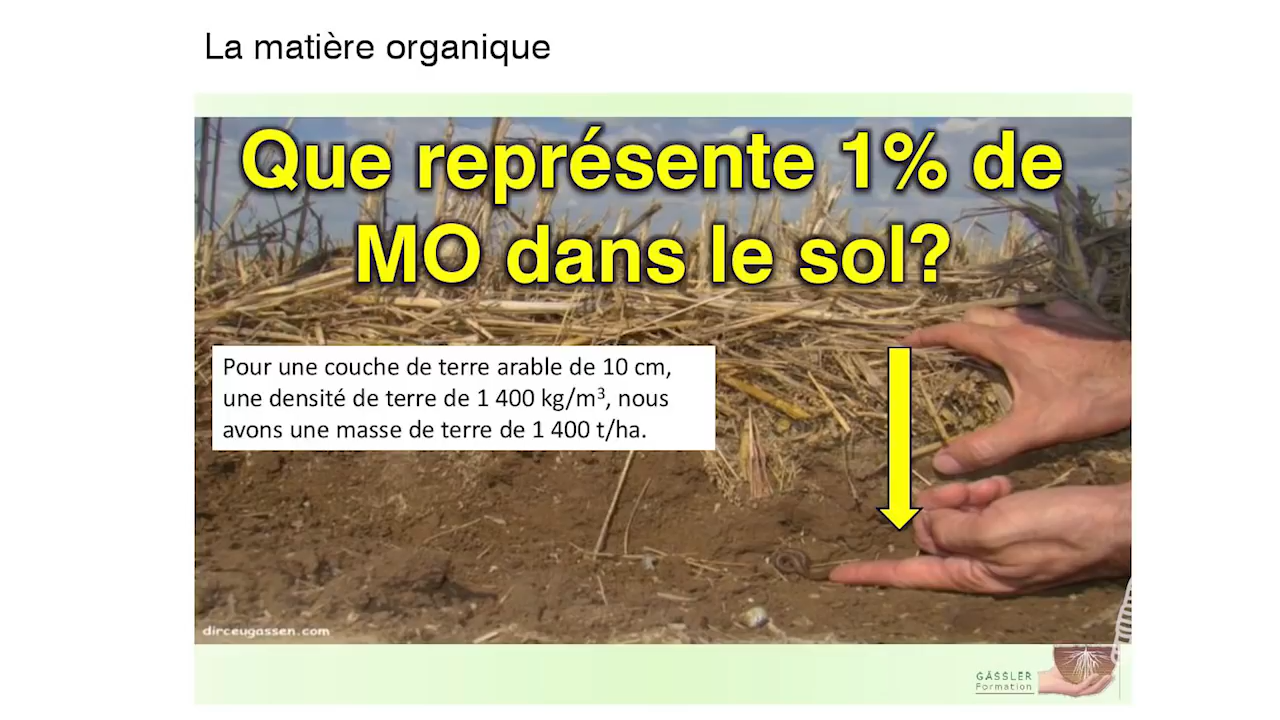 La matière organique
Que représente 1% de
MO dans le sol?
Pour une couche de terre arable de 10 cm,
une densité de terre de 1 400 kg/m³, nous
avons une masse de terre de 1 400 t/ha.
dirceugassen.com
GÄSSLER
Formation